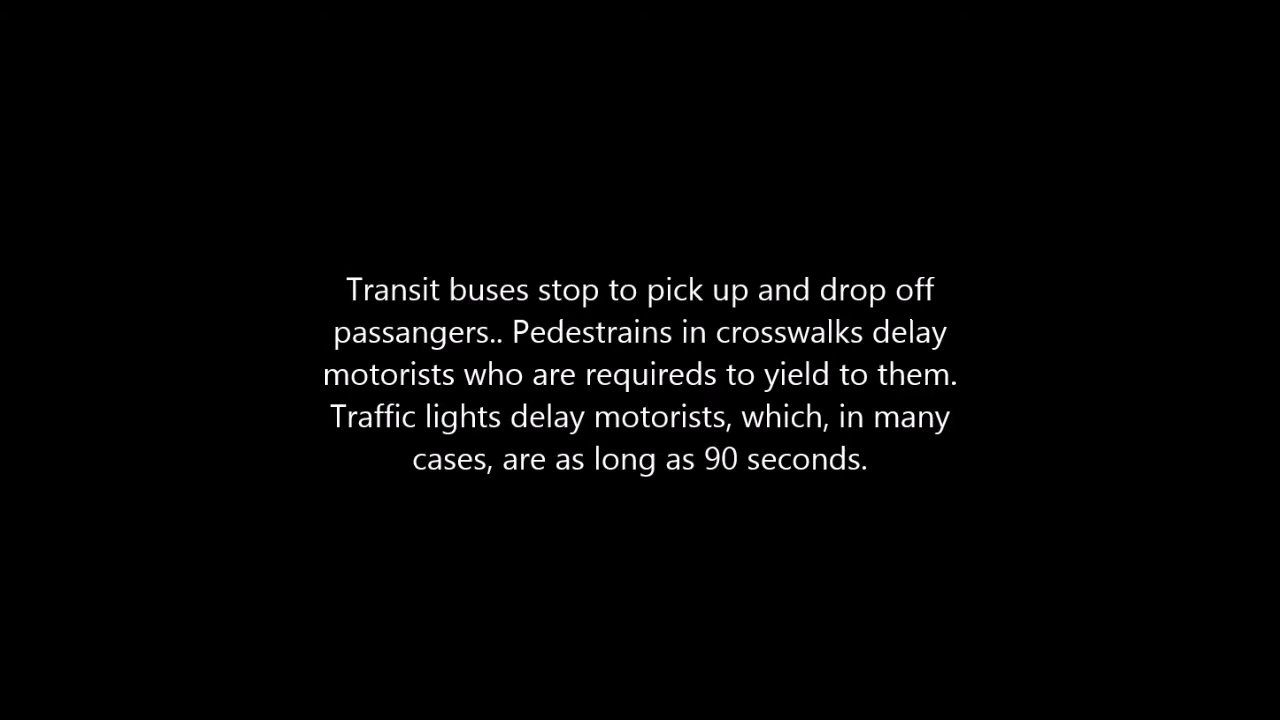 Transit buses stop to pick up and drop off
passangers.. Pedestrains in crosswalks delay
motorists who are requireds to yield to them.
Traffic lights delay motorists, which, in many
cases, are as long as 90 seconds.